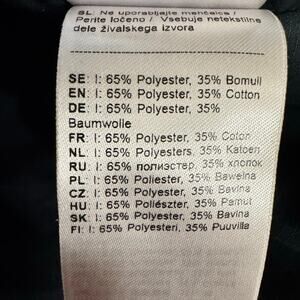 SL: Ne uporabljajte mehčalca /
Perite ločeno / Vsebuje netekstilne
dele živalskega izvora
SE: I: 65% Polyester, 35% Bomull
EN: I: 65% Polyester, 35% Cotton
DE: I: 65% Polyester, 35%
Baumwolle
FR: I: 65% Polyester, 35% Coton
NL: I: 65% Polyesters, 35% Katoen
RU: I: 65% полиэстер, 35% хлопок
PL: I: 65% Poliester, 35% Bawełna
CZ: I: 65% Polyester, 35% Bavlna
HU: I: 65% Poliészter, 35% Pamut
SK: I: 65% Polyester, 35% Bavlna
FI: I: 65% Polyesteri, 35% Puuvilla